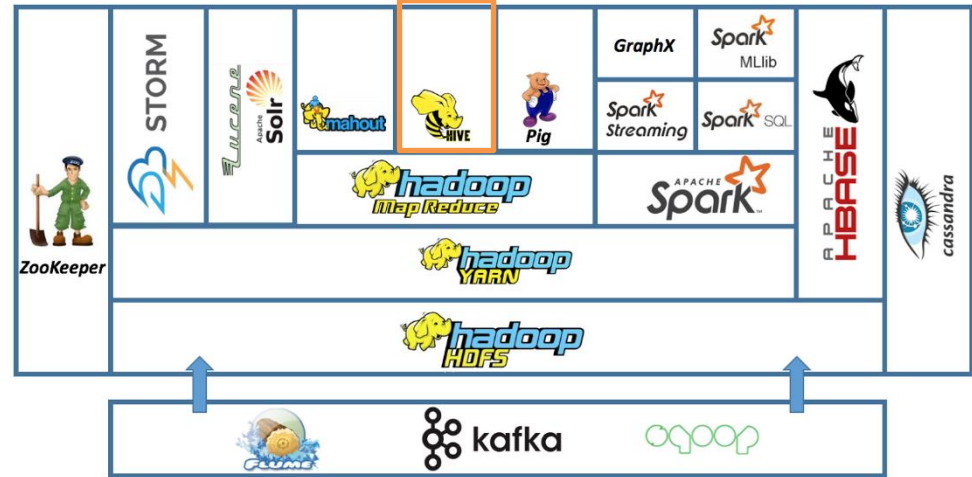 ZooKeeper
STORM
Lucene
Apache
Solr
mahout
HIVE
Pig
GraphX
Spark
MLlib
Spark
Streaming
Spark SQL
hadoop
Map Reduce
APACHE
Spark™
APACHE
HBASE
cassandra
hadoop
YARN
hadoop
HDFS
FLUME
kafka
sqoop